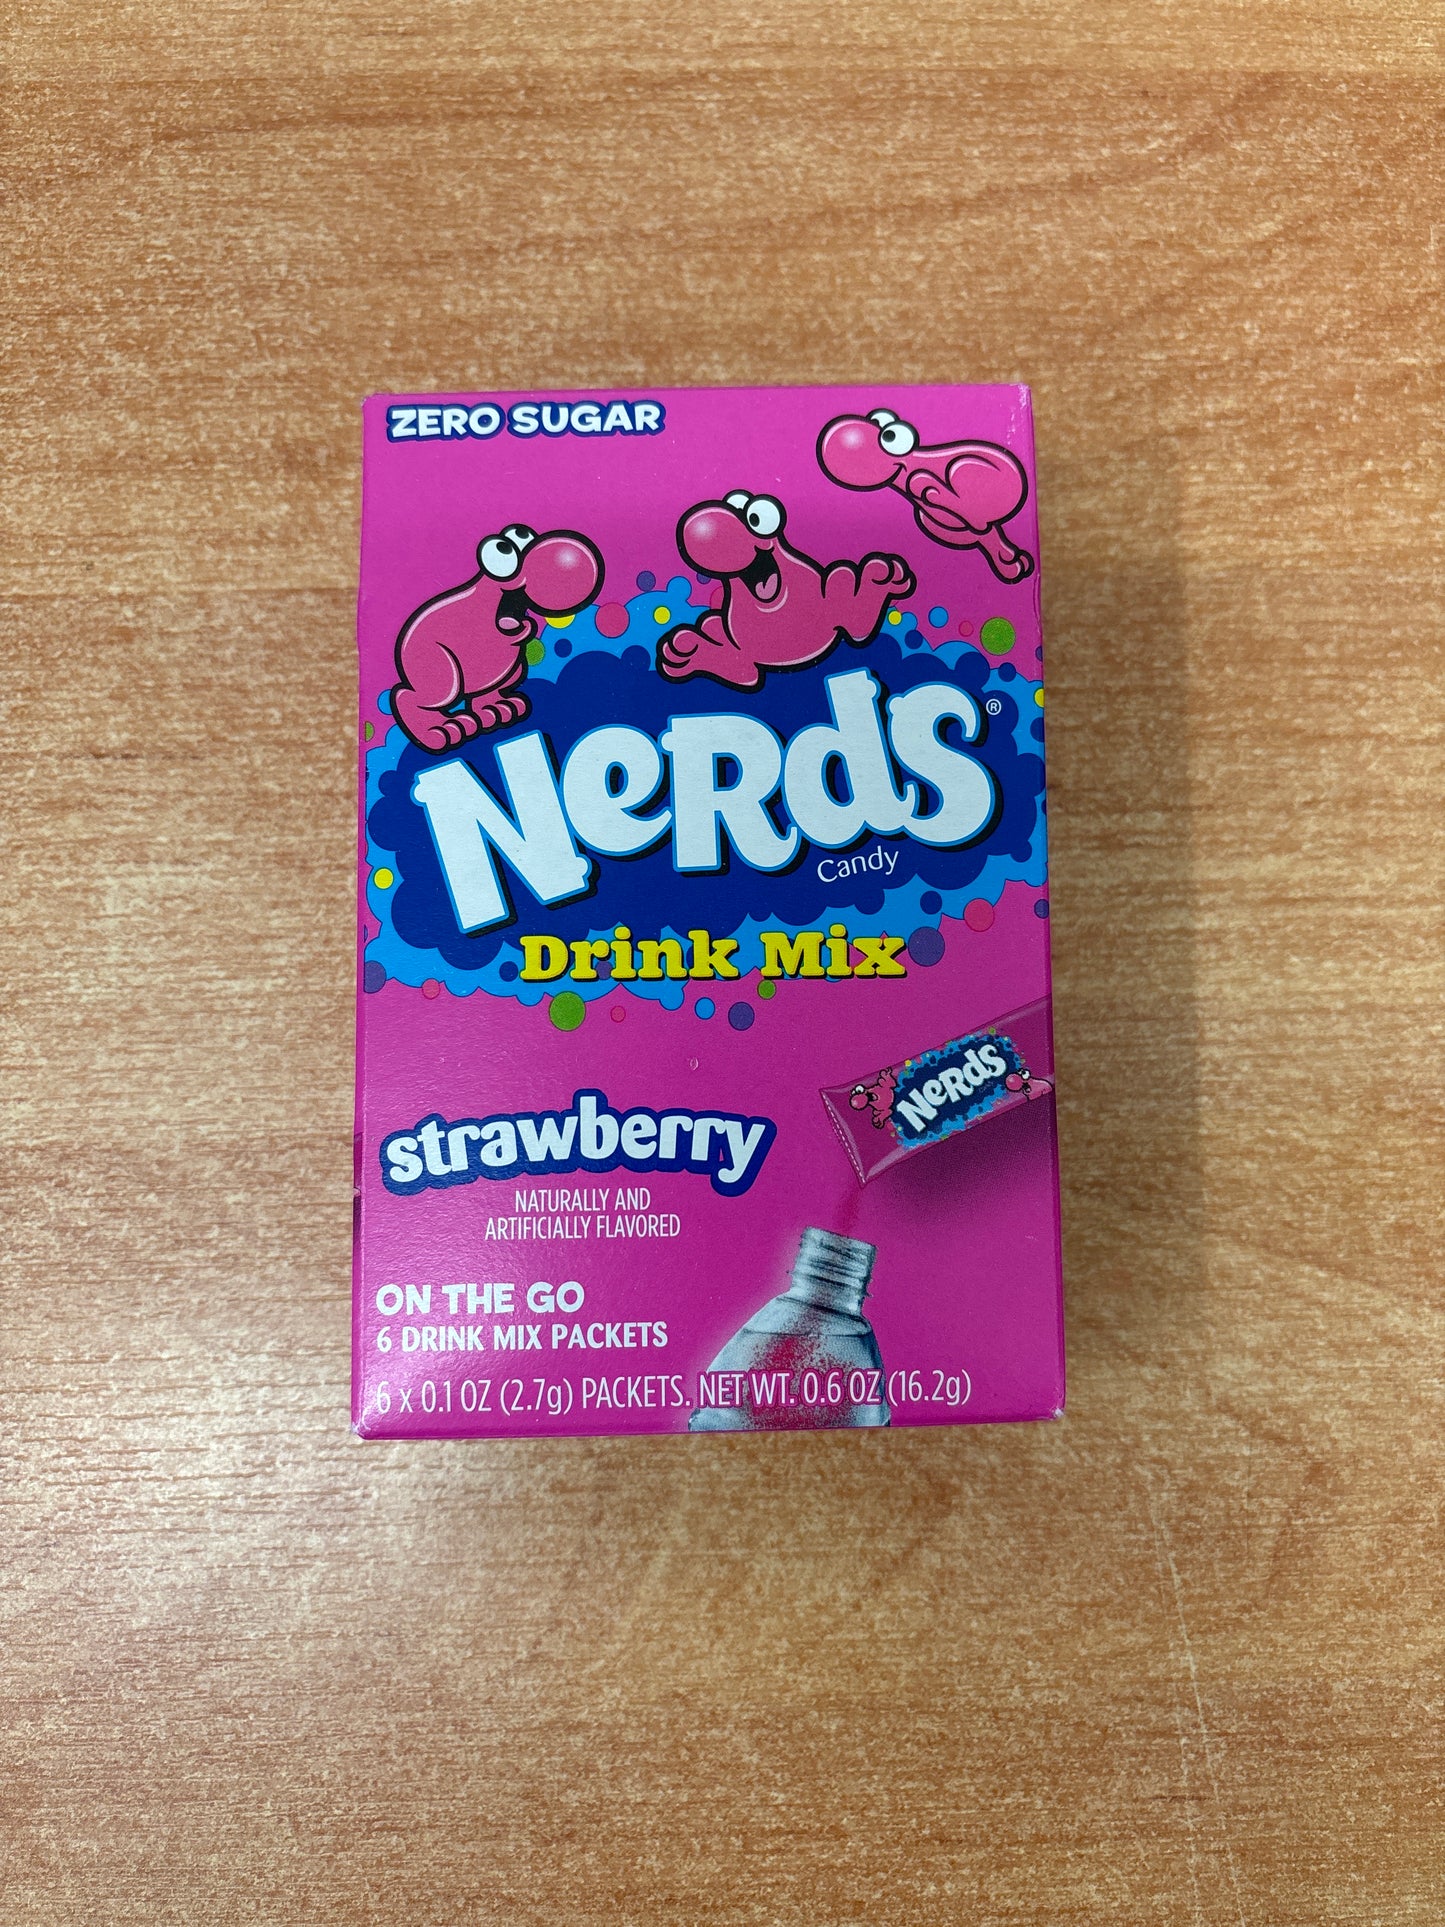 ZERO SUGAR
NeRdS®
Candy
Drink Mix
NeRdS
strawberry
NATURALLY AND
ARTIFICIALLY FLAVORED
ON THE GO
6 DRINK MIX PACKETS
6 x 0.1 OZ (2.7g) PACKETS. NET WT. 0.6 OZ (16.2g)